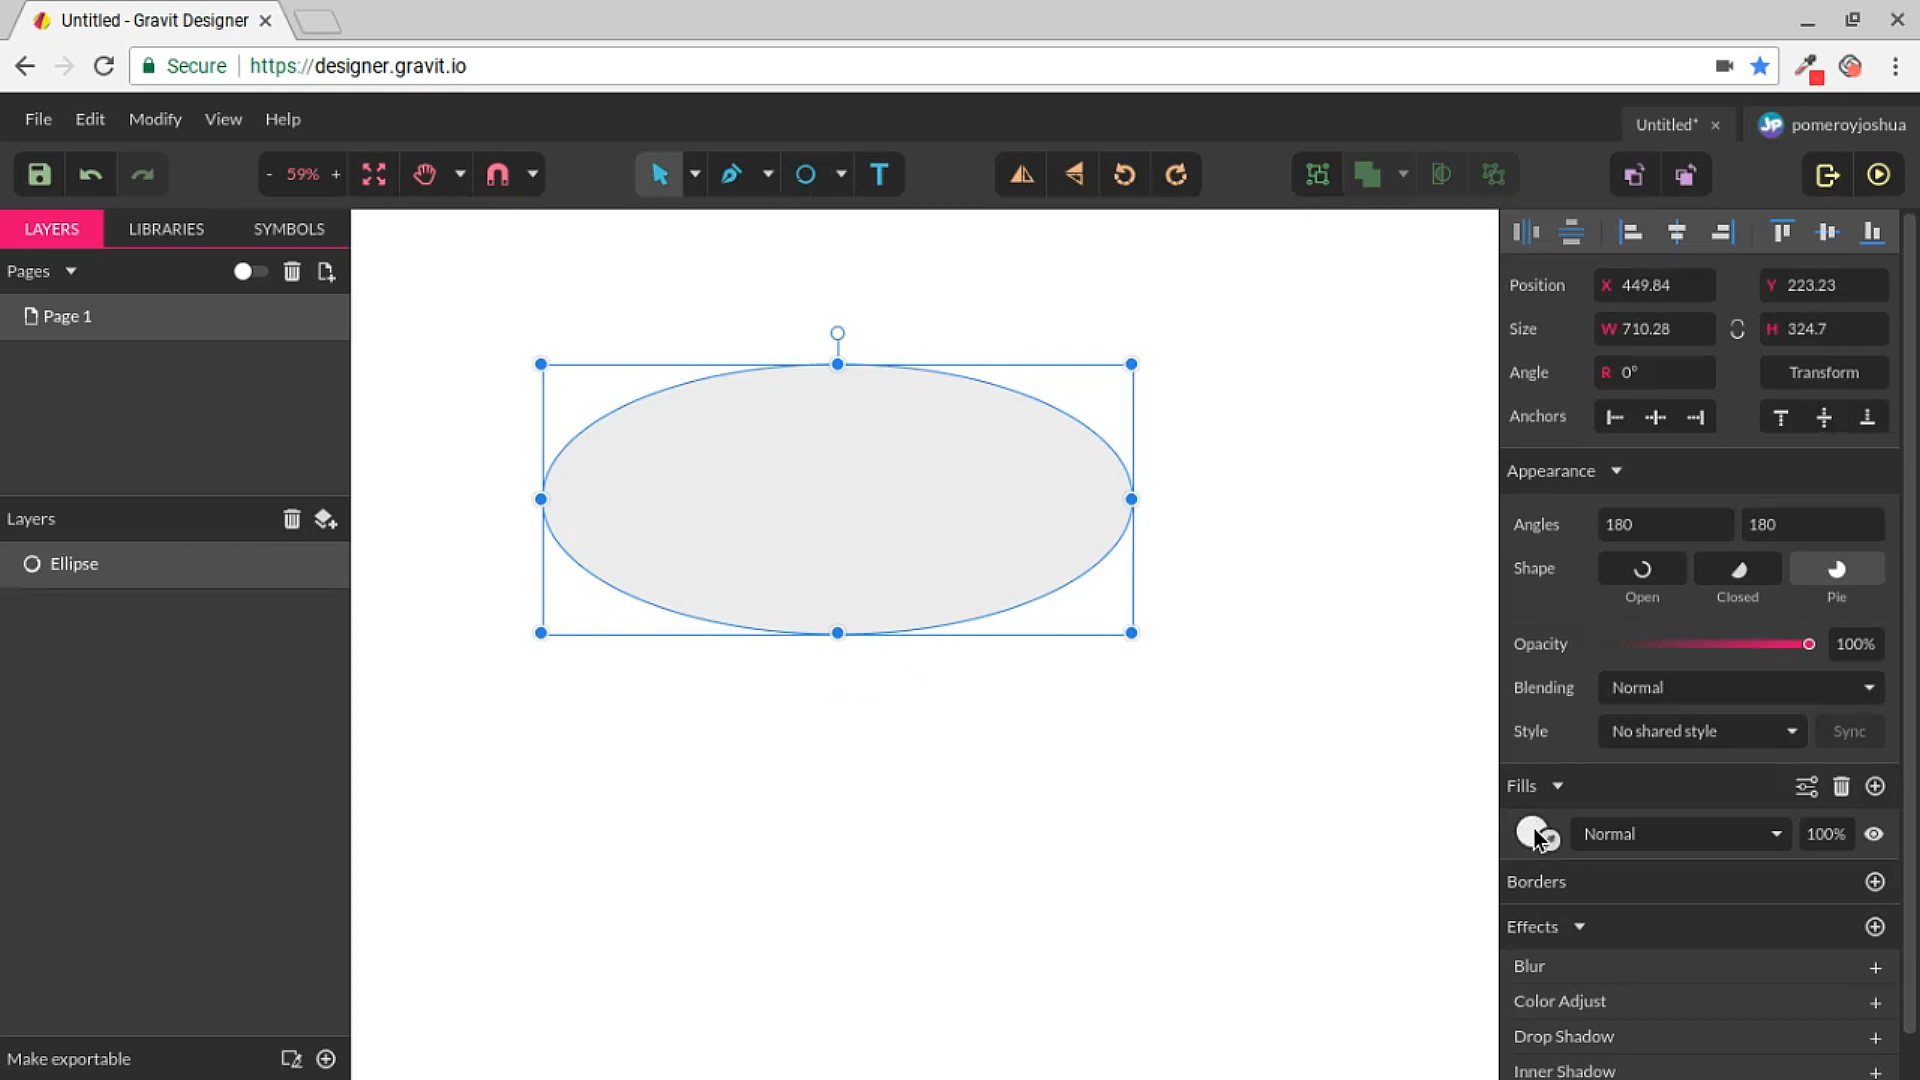 Untitled - Gravit Designer
Secure https://designer.gravit.io
File Edit Modify View Help
Untitled* pomeroyjoshua
- 59% +
T
LAYERS LIBRARIES SYMBOLS
Pages
Page 1
Layers
Ellipse
Make exportable
Position X 449.84 Y 223.23
Size W 710.28 H 324.7
Angle R 0° Transform
Anchors
Appearance
Angles 180 180
Shape
Open Closed Pie
Opacity 100%
Blending Normal
Style No shared style Sync
Fills
Normal 100%
Borders
Effects
Blur
Color Adjust
Drop Shadow
Inner Shadow